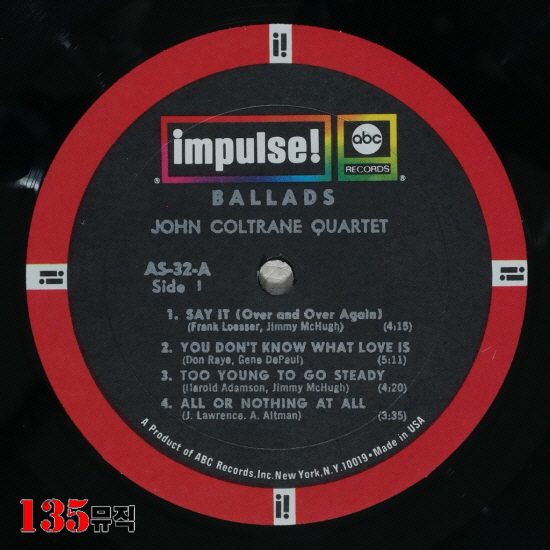 i!
impulse!
abc
RECORDS
®
®
BALLADS
JOHN COLTRANE QUARTET
AS-32-A
Side 1
1. SAY IT (Over and Over Again)
(Frank Loesser, Jimmy McHugh) (4:15)
2. YOU DON'T KNOW WHAT LOVE IS
(Don Raye, Gene DePaul) (5:11)
3. TOO YOUNG TO GO STEADY
(Harold Adamson, Jimmy McHugh) (4:20)
4. ALL OR NOTHING AT ALL
(J. Lawrence. A. Altman) (3:35)
A Product of ABC Records, Inc. New York, N.Y. 10019 • Made in USA
i!
i!
i!
135뮤직